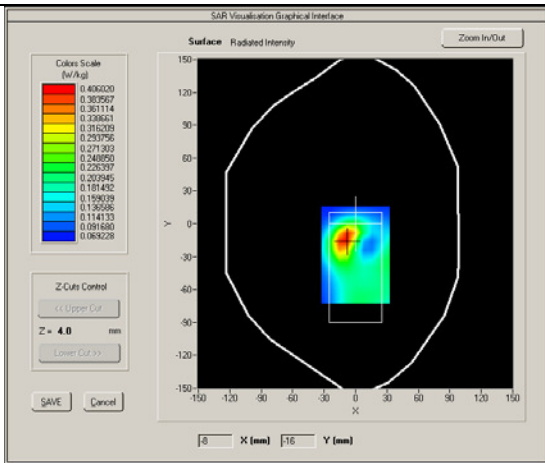 SAR Visualisation Graphical Interface
Surface Radiated Intensity
Zoom In/Out
Colors Scale
(W/kg)
0.406020
0.383567
0.361114
0.338661
0.316209
0.293756
0.271303
0.248850
0.226397
0.203945
0.181492
0.159039
0.136586
0.114133
0.091680
0.069228
Z-Cuts Control
<< Upper Cut
Z = 4.0 mm
Lower Cut >>
SAVE Cancel
150
120
90
60
30
0
-30
-60
-90
-120
-150
Y
-150 -120 -90 -60 -30 0 30 60 90 120 150
X
-8 X (mm) -16 Y (mm)